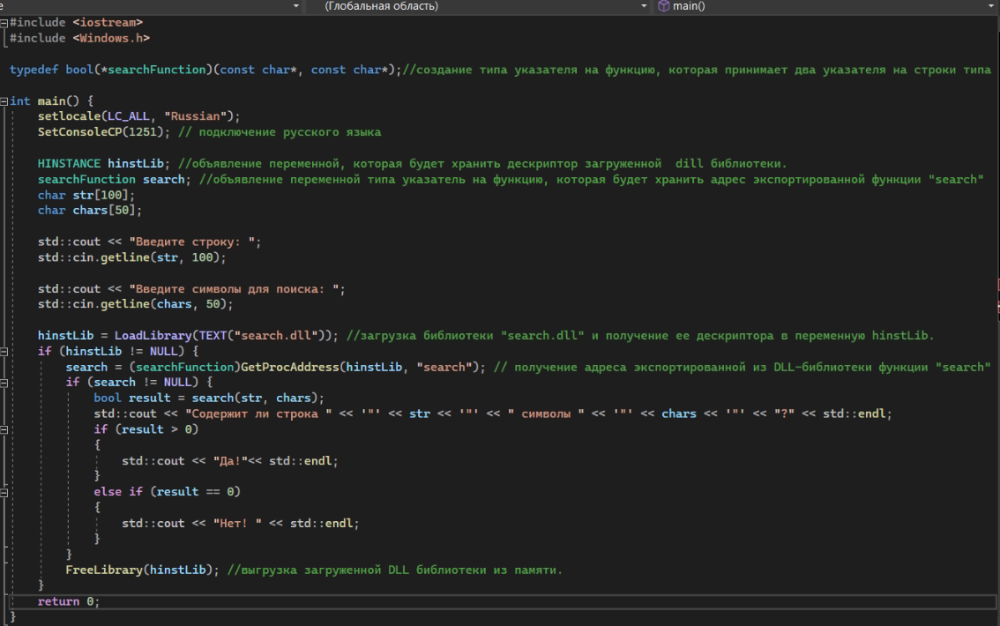 е (Глобальная область) main()
#include <iostream>
#include <Windows.h>
typedef bool(*searchFunction)(const char*, const char*);//создание типа указателя на функцию, которая принимает два указателя на строки типа
int main() {
setlocale(LC_ALL, "Russian");
SetConsoleCP(1251); // подключение русского языка
HINSTANCE hinstLib; //объявление переменной, которая будет хранить дескриптор загруженной  dill библиотеки.
searchFunction search; //объявление переменной типа указатель на функцию, которая будет хранить адрес экспортированной функции "search"
char str[100];
char chars[50];
std::cout << "Введите строку: ";
std::cin.getline(str, 100);
std::cout << "Введите символы для поиска: ";
std::cin.getline(chars, 50);
hinstLib = LoadLibrary(TEXT("search.dll")); //загрузка библиотеки "search.dll" и получение ее дескриптора в переменную hinstLib.
if (hinstLib != NULL) {
search = (searchFunction)GetProcAddress(hinstLib, "search"); // получение адреса экспортированной из DLL-библиотеки функции "search"
if (search != NULL) {
bool result = search(str, chars);
std::cout << "Содержит ли строка " << '"' << str << '"' << " символы " << '"' << chars << '"' << "?" << std::endl;
if (result > 0)
{
std::cout << "Да!"<< std::endl;
}
else if (result == 0)
{
std::cout << "Нет! " << std::endl;
}
}
FreeLibrary(hinstLib); //выгрузка загруженной DLL библиотеки из памяти.
}
return 0;
}